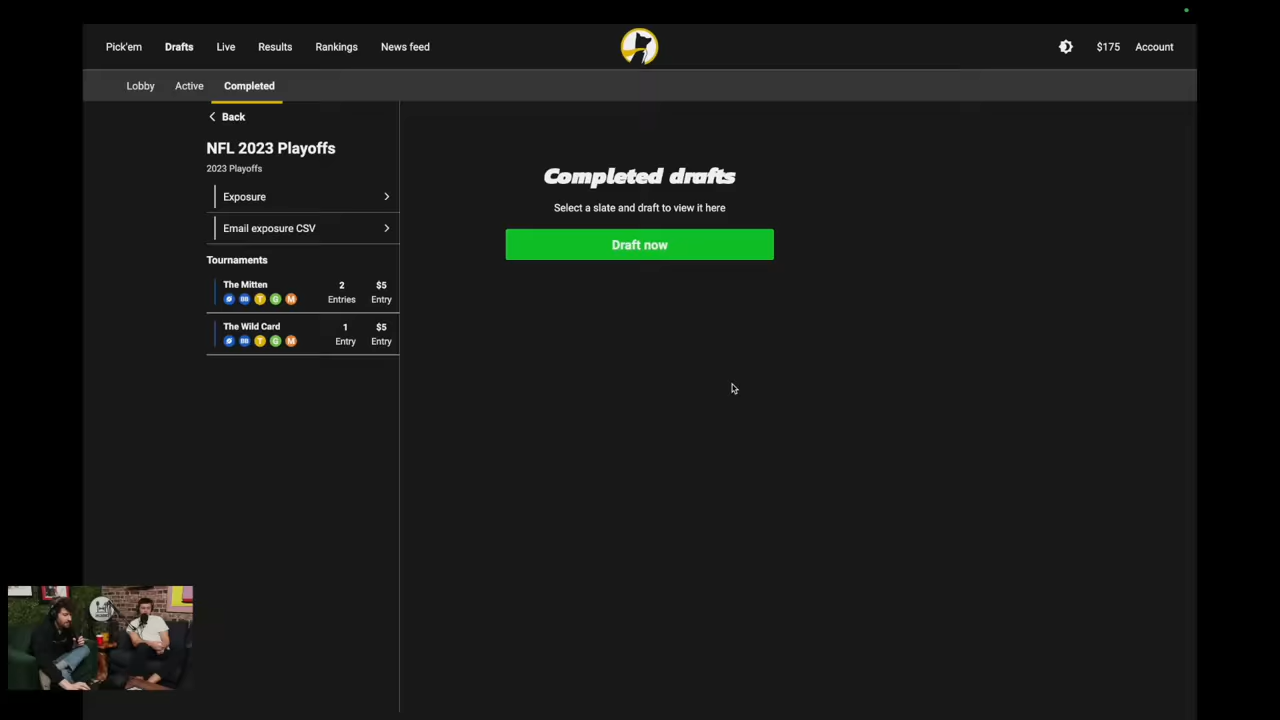 Pick'em Drafts Live Results Rankings News feed $175 Account
Lobby Active Completed
Back
NFL 2023 Playoffs
2023 Playoffs
Exposure
Email exposure CSV
Tournaments
The Mitten 2 $5
BB T G M Entries Entry
The Wild Card 1 $5
BB T G M Entry Entry
Completed drafts
Select a slate and draft to view it here
Draft now